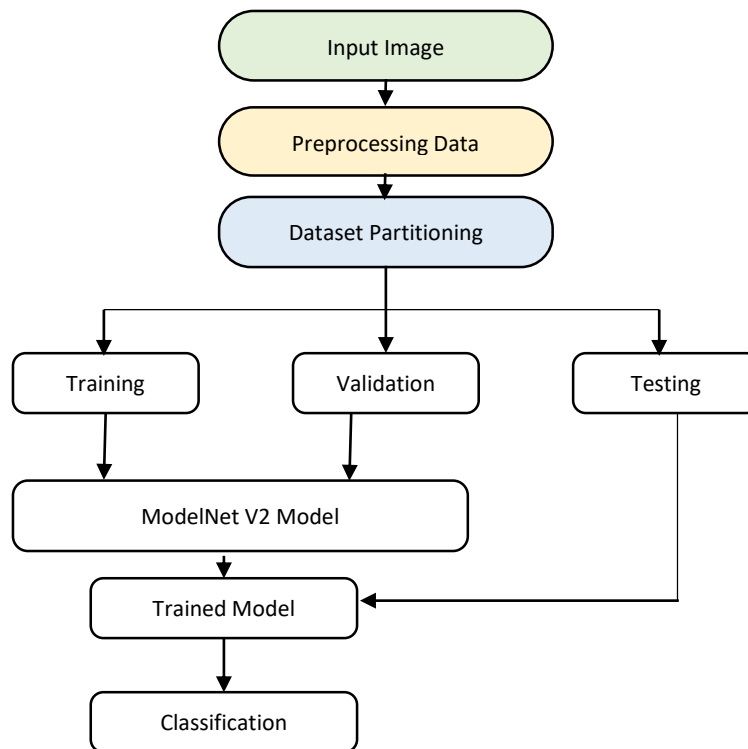 Input Image
Preprocessing Data
Dataset Partitioning
Training
Validation
Testing
ModelNet V2 Model
Trained Model
Classification